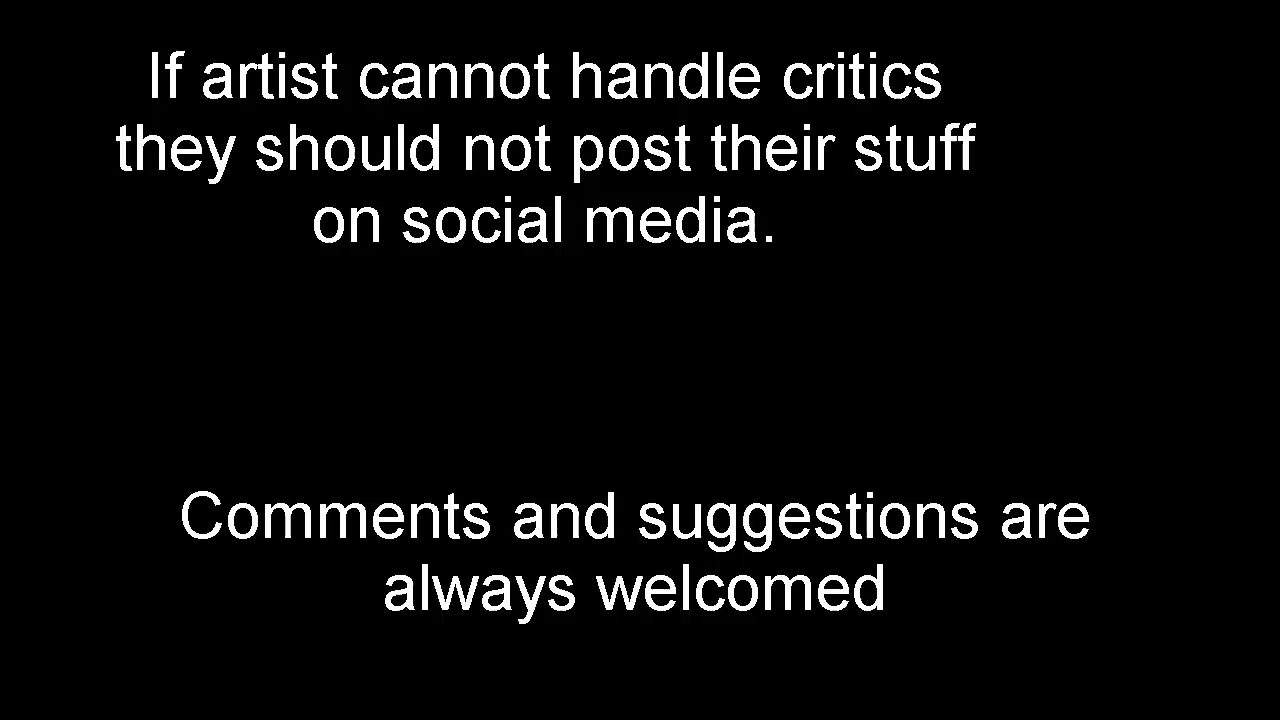 If artist cannot handle critics
they should not post their stuff
on social media.
Comments and suggestions are
always welcomed